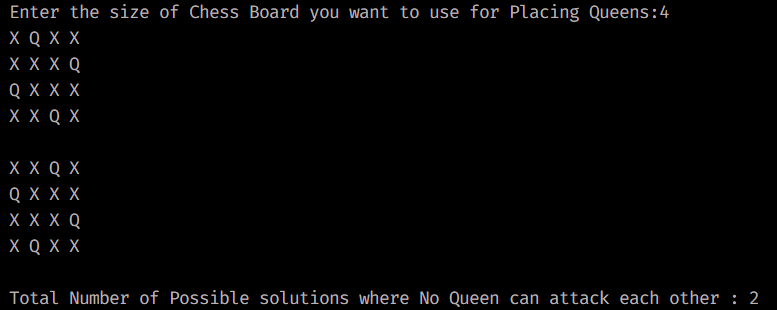 Enter the size of Chess Board you want to use for Placing Queens:4
X Q X X
X X X Q
Q X X X
X X Q X
X X Q X
Q X X X
X X X Q
X Q X X
Total Number of Possible solutions where No Queen can attack each other : 2